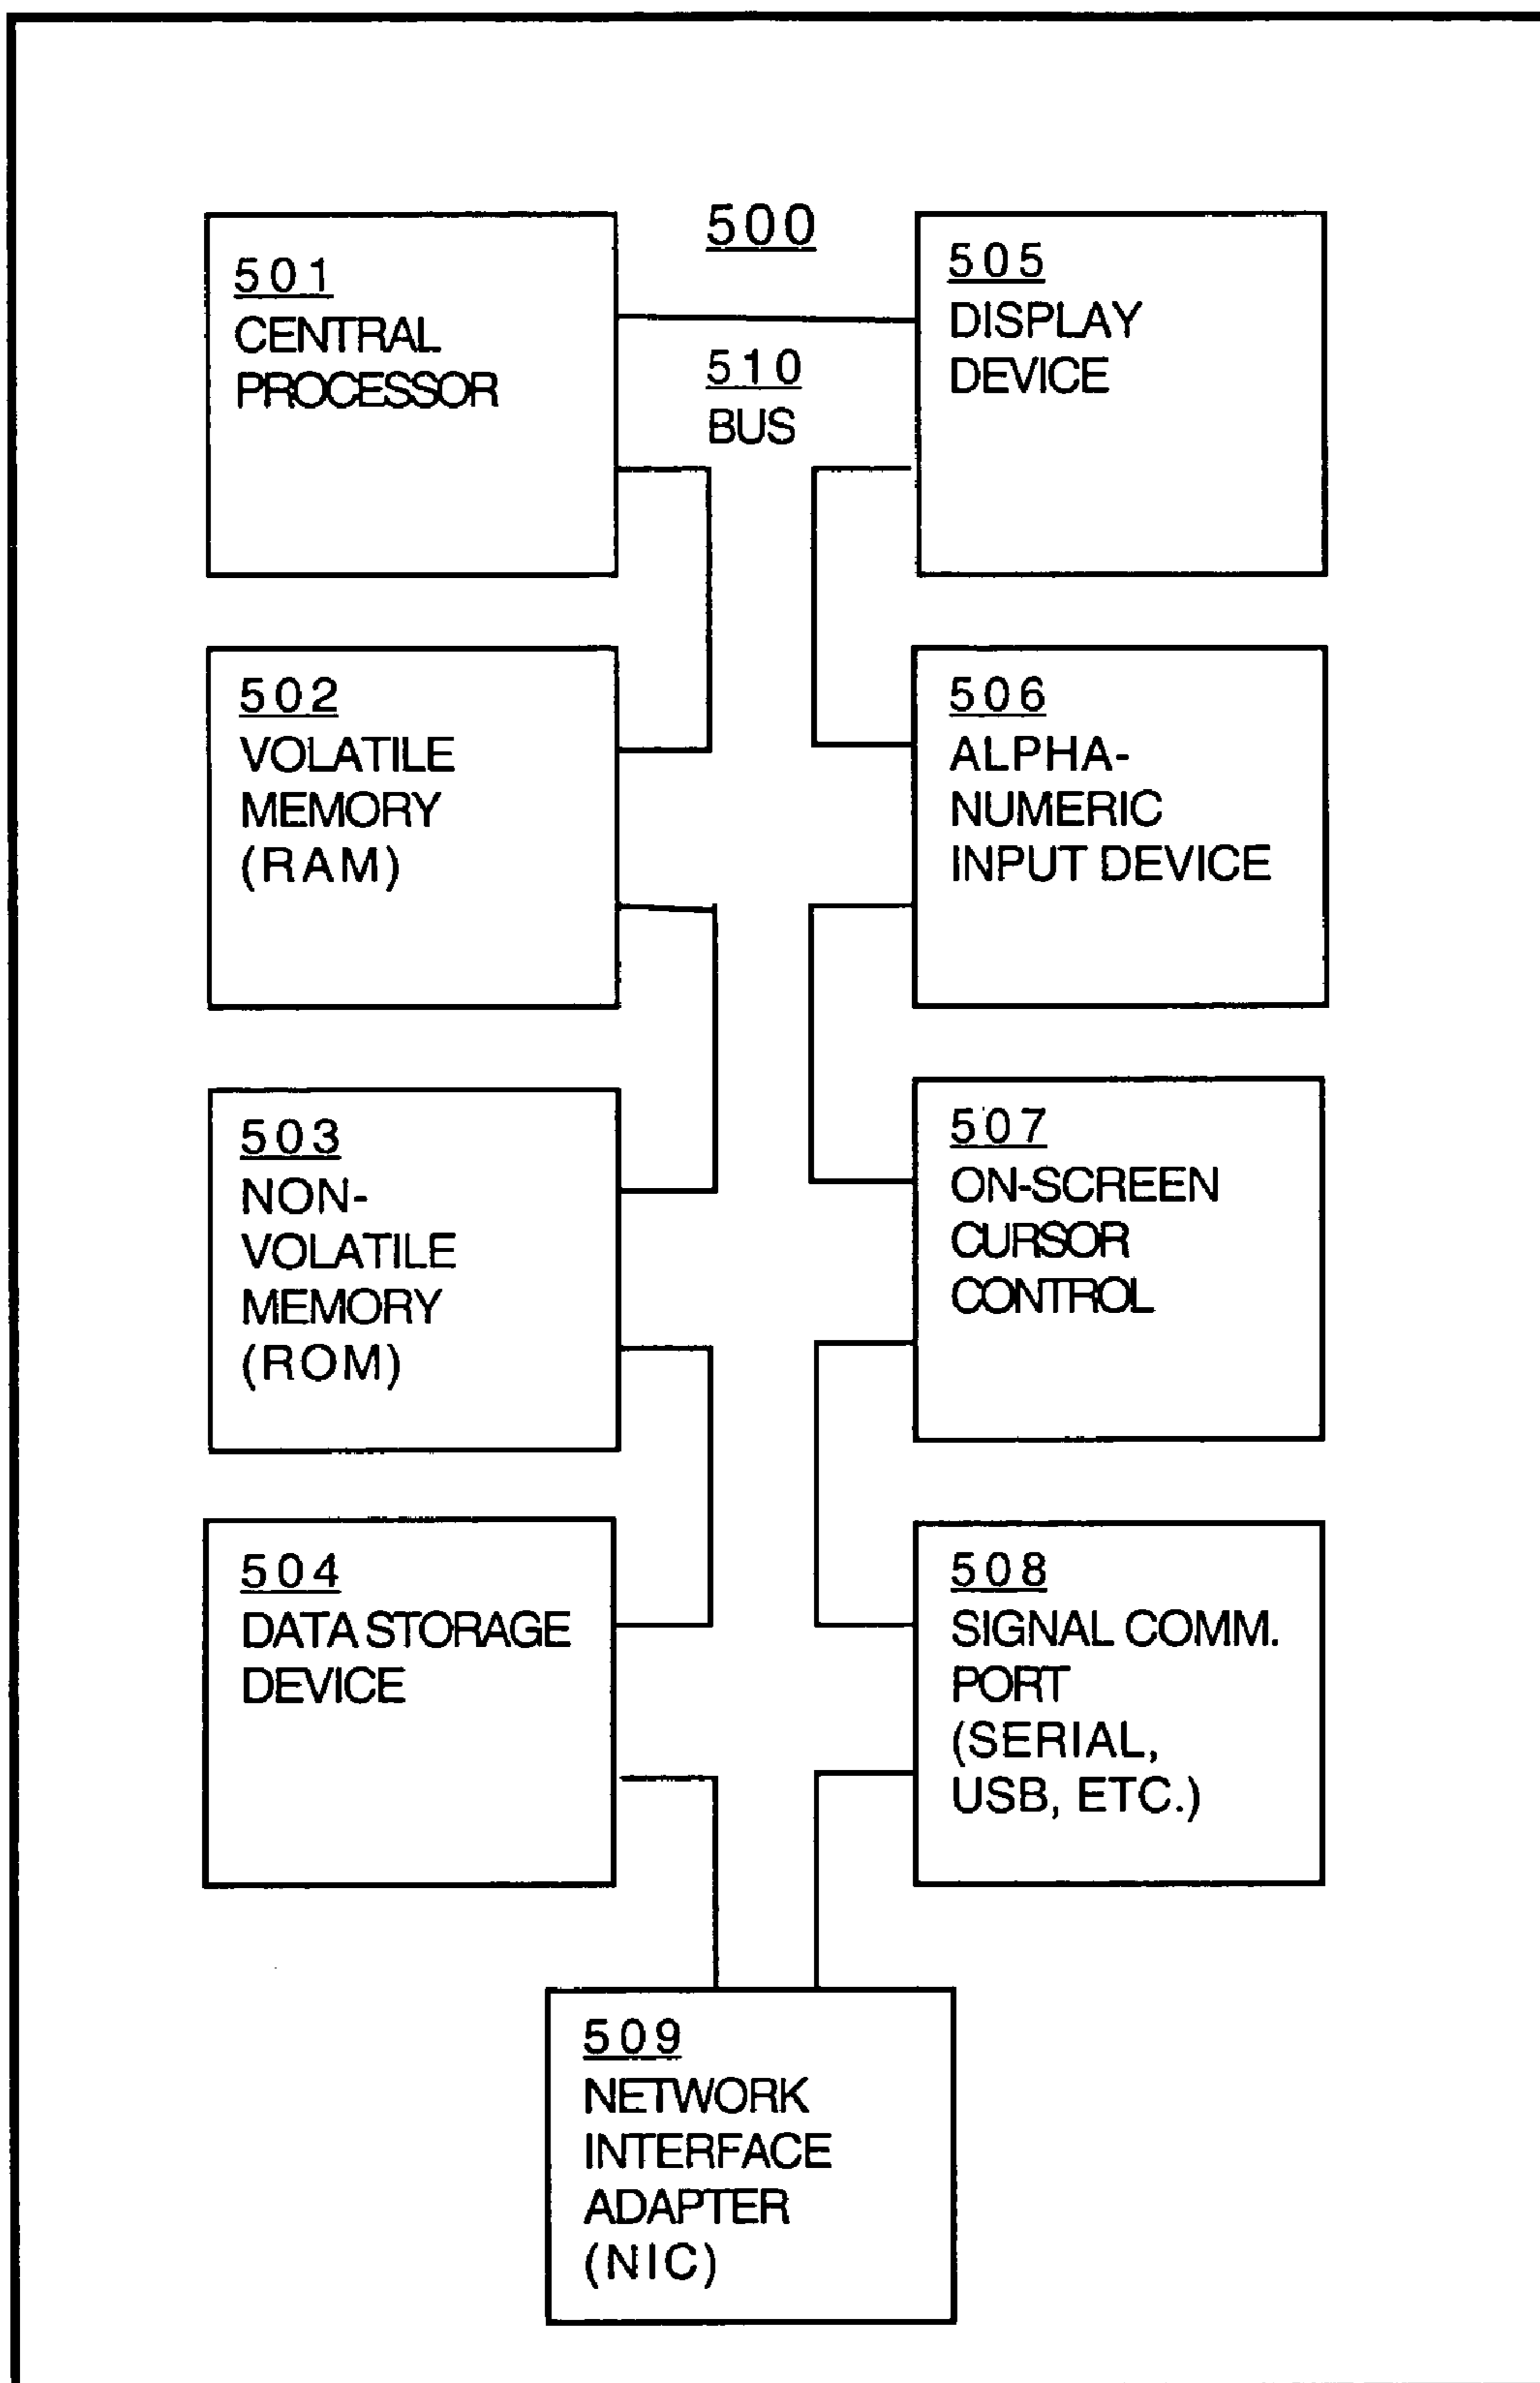 500
501
CENTRAL
PROCESSOR
510
BUS
505
DISPLAY
DEVICE
502
VOLATILE
MEMORY
(RAM)
506
ALPHA-
NUMERIC
INPUT DEVICE
503
NON-
VOLATILE
MEMORY
(ROM)
507
ON-SCREEN
CURSOR
CONTROL
504
DATA STORAGE
DEVICE
508
SIGNAL COMM.
PORT
(SERIAL,
USB, ETC.)
509
NETWORK
INTERFACE
ADAPTER
(NIC)